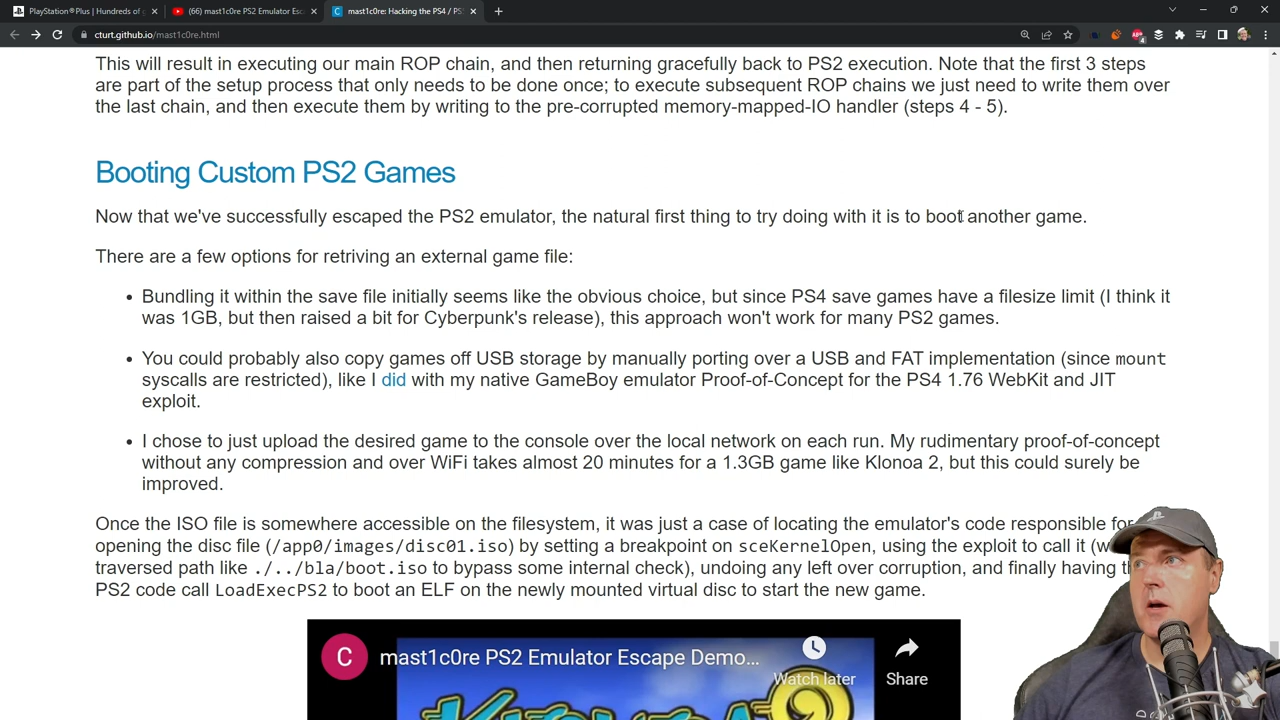 PlayStation®Plus | Hundreds of
(66) mast1c0re PS2 Emulator Esc
mast1c0re: Hacking the PS4 / PS
cturt.github.io/mast1c0re.html
This will result in executing our main ROP chain, and then returning gracefully back to PS2 execution. Note that the first 3 steps
are part of the setup process that only needs to be done once; to execute subsequent ROP chains we just need to write them over
the last chain, and then execute them by writing to the pre-corrupted memory-mapped-IO handler (steps 4 - 5).
Booting Custom PS2 Games
Now that we've successfully escaped the PS2 emulator, the natural first thing to try doing with it is to boot another game.
There are a few options for retriving an external game file:
• Bundling it within the save file initially seems like the obvious choice, but since PS4 save games have a filesize limit (I think it
was 1GB, but then raised a bit for Cyberpunk's release), this approach won't work for many PS2 games.
• You could probably also copy games off USB storage by manually porting over a USB and FAT implementation (since mount
syscalls are restricted), like I did with my native GameBoy emulator Proof-of-Concept for the PS4 1.76 WebKit and JIT
exploit.
• I chose to just upload the desired game to the console over the local network on each run. My rudimentary proof-of-concept
without any compression and over WiFi takes almost 20 minutes for a 1.3GB game like Klonoa 2, but this could surely be
improved.
Once the ISO file is somewhere accessible on the filesystem, it was just a case of locating the emulator's code responsible for
opening the disc file (/app0/images/disc01.iso) by setting a breakpoint on sceKernelOpen, using the exploit to call it
traversed path like ./../bla/boot.iso to bypass some internal check), undoing any left over corruption, and finally having
PS2 code call LoadExecPS2 to boot an ELF on the newly mounted virtual disc to start the new game.
C
mast1c0re PS2 Emulator Escape Demo...
Watch later
Share